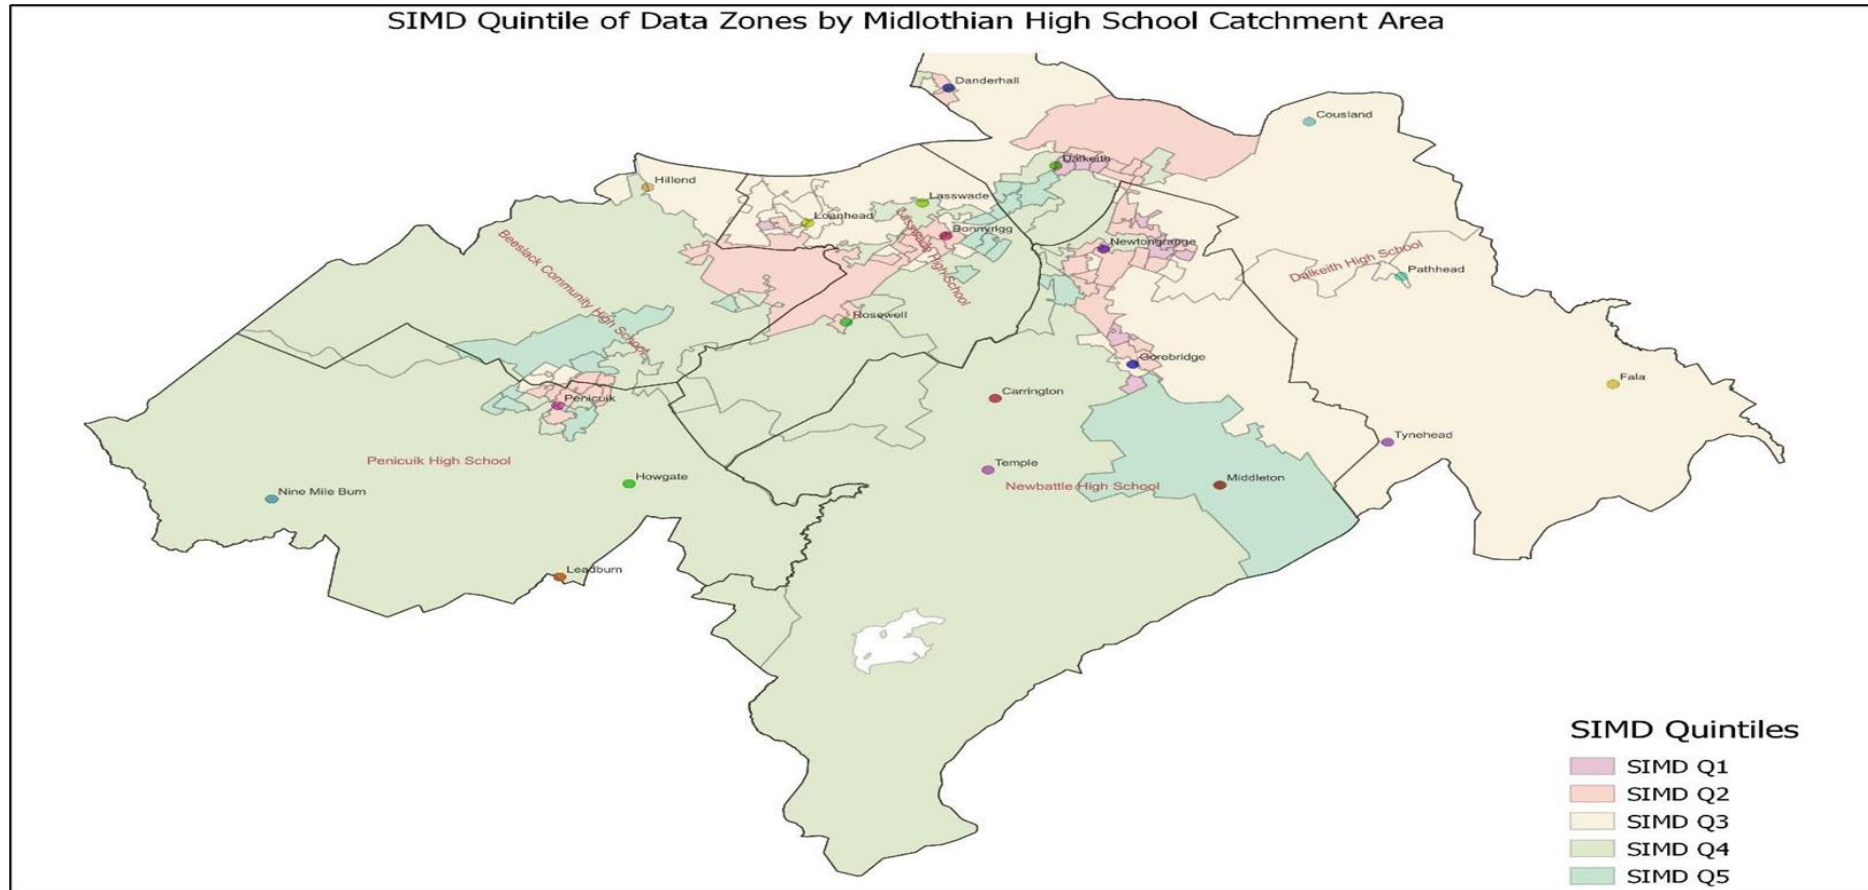 SIMD Quintile of Data Zones by Midlothian High School Catchment Area
Danderhall
Cousland
Dalkeith
Hillend
Lasswade
Loanhead
Bonnyrigg
Newtongrange
Beeslack Community High School
Lasswade High School
Dalkeith High School
Pathhead
Rosewell
Gorebridge
Carrington
Fala
Penicuik
Tynehead
Penicuik High School
Temple
Howgate
Newbattle High School
Middleton
Nine Mile Burn
Leadburn
SIMD Quintiles
SIMD Q1
SIMD Q2
SIMD Q3
SIMD Q4
SIMD Q5